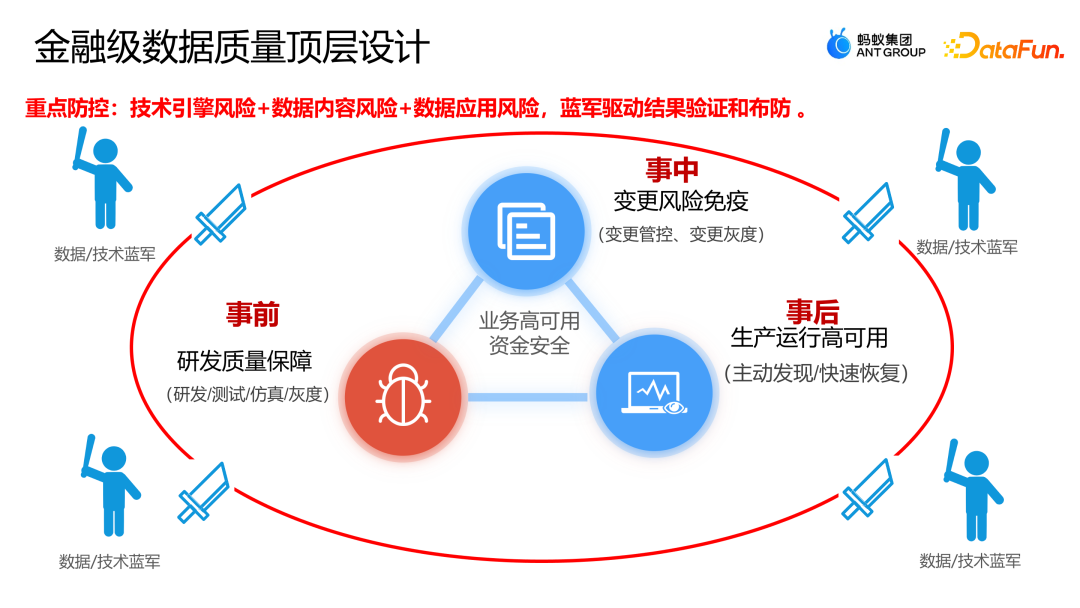 金融级数据质量顶层设计
蚂蚁集团
ANT GROUP
DataFun.
重点防控：技术引擎风险+数据内容风险+数据应用风险，蓝军驱动结果验证和布防 。
事中
变更风险免疫
（变更管控、变更灰度）
数据/技术蓝军
数据/技术蓝军
事前
研发质量保障
（研发/测试/仿真/灰度）
业务高可用
资金安全
事后
生产运行高可用
（主动发现/快速恢复）
数据/技术蓝军
数据/技术蓝军